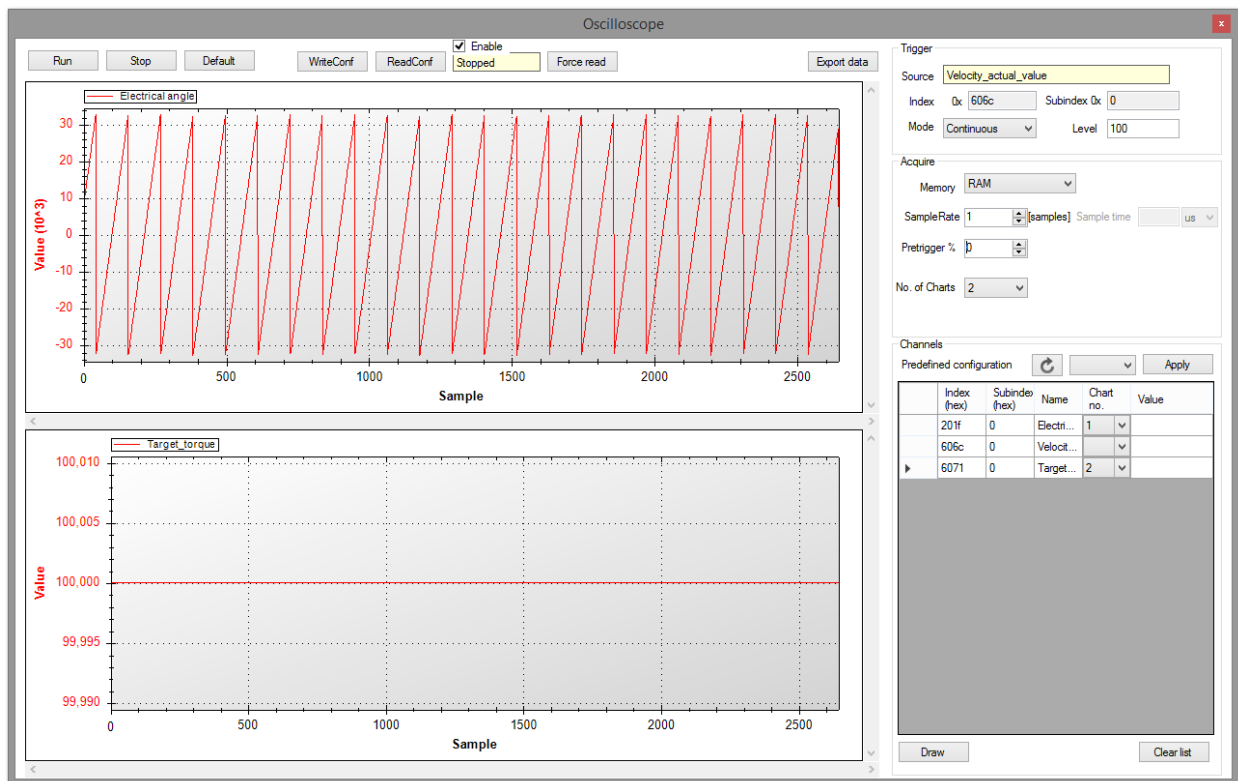 Oscilloscope
x
Run Stop Default WriteConf ReadConf Enable Stopped Force read Export data
Electrical angle
Value (10^3)
30
20
10
0
-10
-20
-30
0 500 1000 1500 2000 2500
Sample
Target_torque
Value
100,010
100,005
100,000
99,995
99,990
0 500 1000 1500 2000 2500
Sample
Trigger
Source Velocity_actual_value
Index 0x 606c Subindex 0x 0
Mode Continuous Level 100
Acquire
Memory RAM
SampleRate 1 [samples] Sample time us
Pretrigger % 0
No. of Charts 2
Channels
Predefined configuration Apply
Index (hex) Subindex (hex) Name Chart no. Value
201f 0 Electri... 1
606c 0 Velocit...
6071 0 Target... 2
Draw Clear list